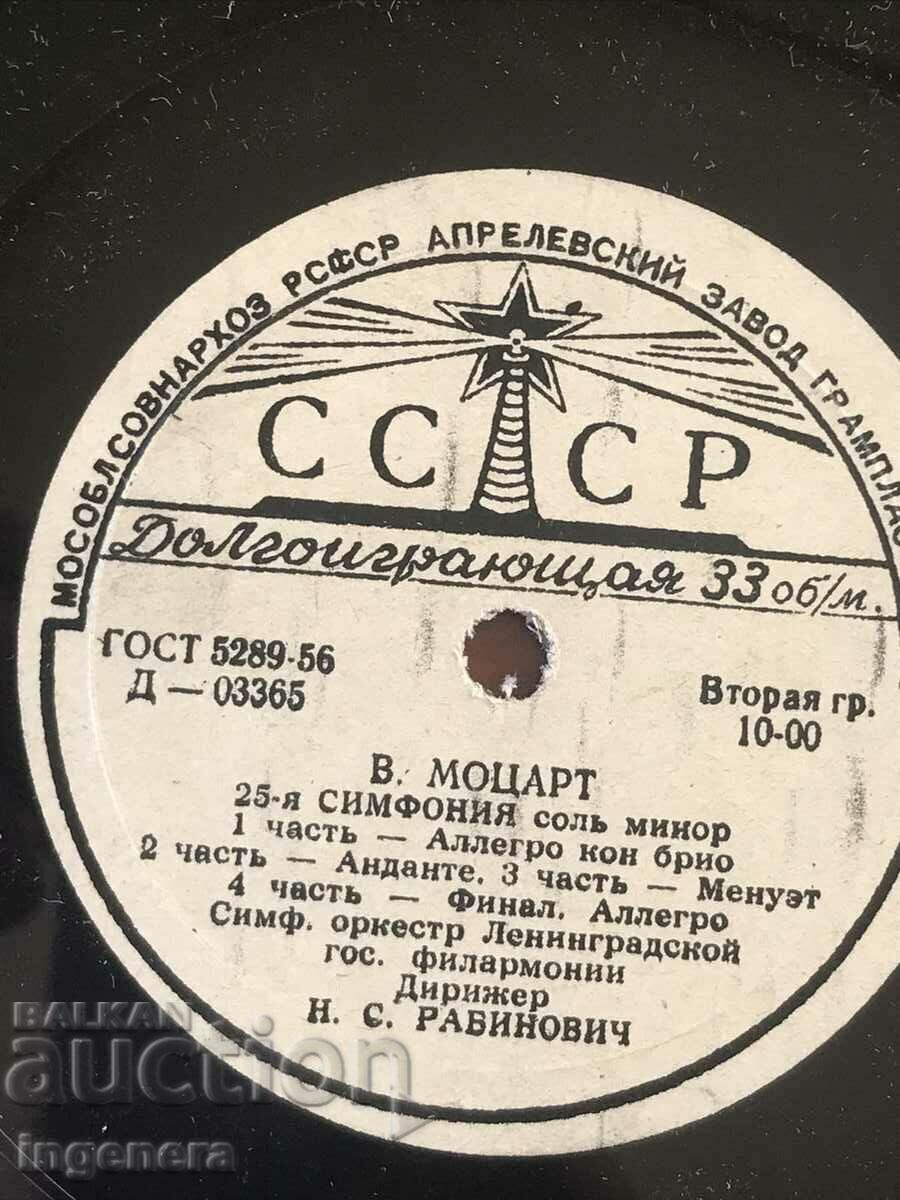 МОСОБЛСОВНАРХОЗ РСФСР АПРЕЛЕВСКИЙ ЗАВОД
СССР
Долгоиграющая 33 об/м.
ГОСТ 5289-56
Д — 03365
Вторая гр.
10-00
В. МОЦАРТ
25-я СИМФОНИЯ соль минор
1 часть — Аллегро кон брио
2 часть — Анданте. 3 часть — Менуэт
4 часть — Финал. Аллегро
Симф. оркестр Ленинградской
гос. филармонии
Дирижер
Н. С. РАБИНОВИЧ
BALKAN
auction
ingenera